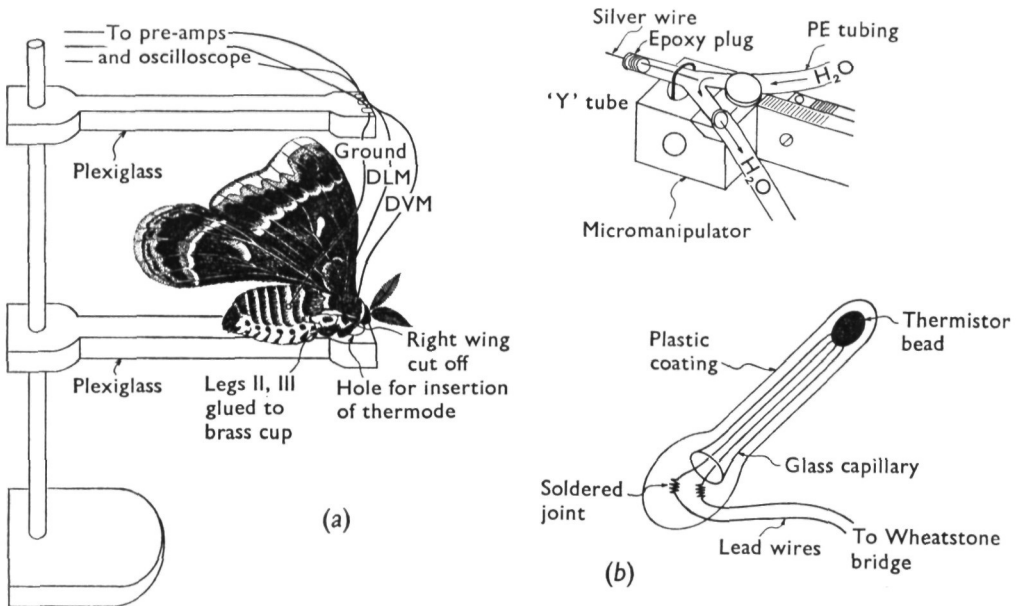 To pre-amps
and oscilloscope
Plexiglass
Ground
DLM
DVM
Plexiglass
Legs II, III
glued to
brass cup
Right wing
cut off
Hole for insertion
of thermode
(a)
Silver wire
Epoxy plug
PE tubing
H₂O
'Y' tube
H₂O
Micromanipulator
Plastic
coating
Thermistor
bead
Glass capillary
Soldered
joint
Lead wires
To Wheatstone
bridge
(b)